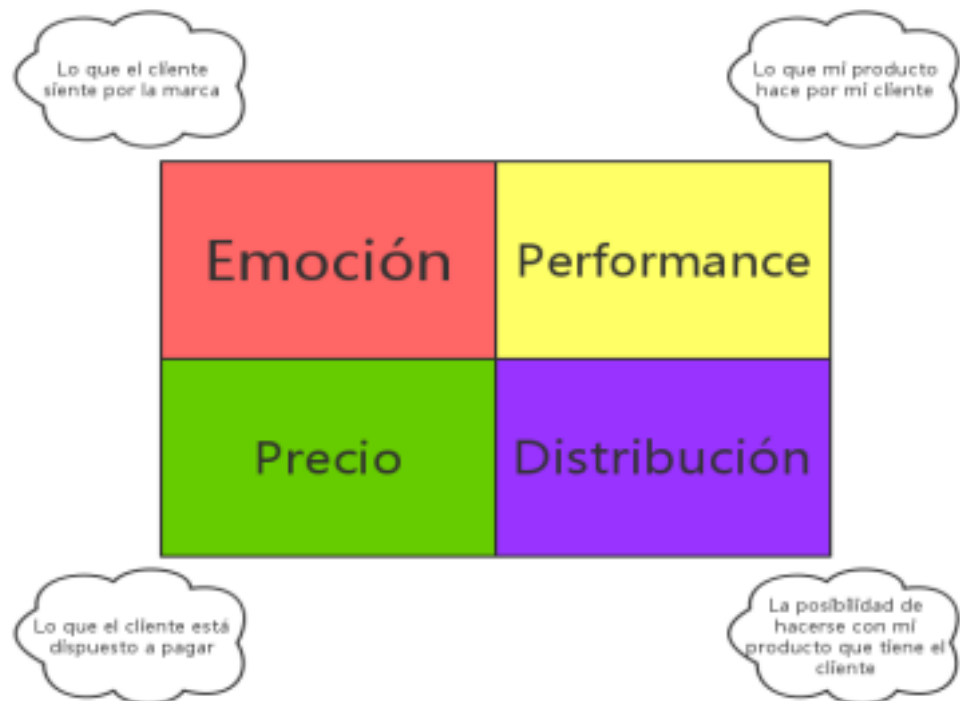 Lo que el cliente
siente por la marca
Lo que mi producto
hace por mi cliente
Emoción
Performance
Precio
Distribución
Lo que el cliente está
dispuesto a pagar
La posibilidad de
hacerse con mi
producto que tiene el
cliente